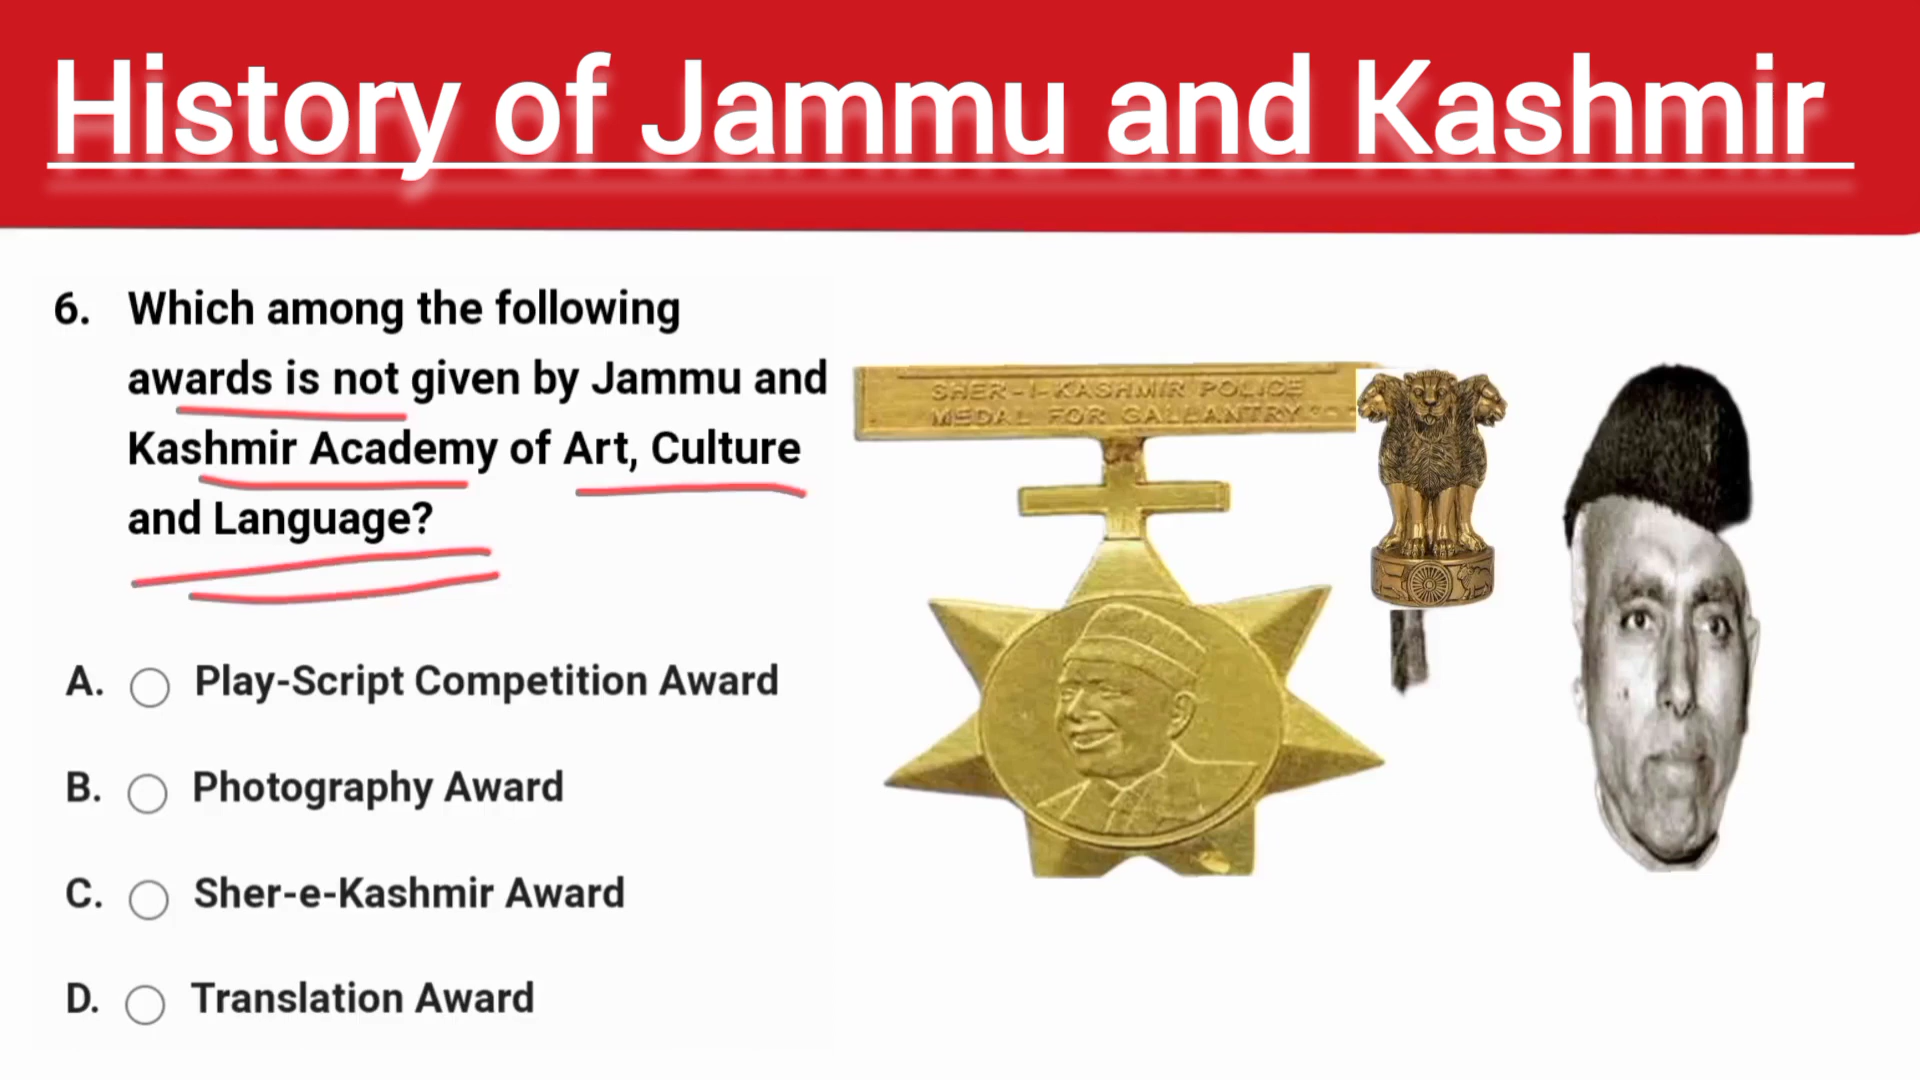 History of Jammu and Kashmir
6. Which among the following
awards is not given by Jammu and
Kashmir Academy of Art, Culture
and Language?
A. Play-Script Competition Award
B. Photography Award
C. Sher-e-Kashmir Award
D. Translation Award
SHER-I-KASHMIR POLICE
MEDAL FOR GALLANTRY